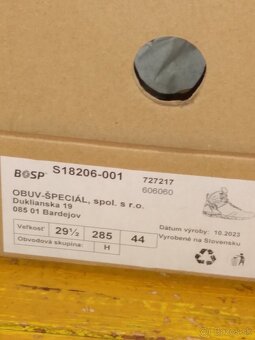 BOSP S18206-001 727217
606060
OBUV-ŠPECIÁL, spol. s r.o.
Duklianska 19
085 01 Bardejov
Dátum výroby: 10.2023
Vyrobené na Slovensku
Veľkosť 29½ 285 44
Obvodová skupina: H